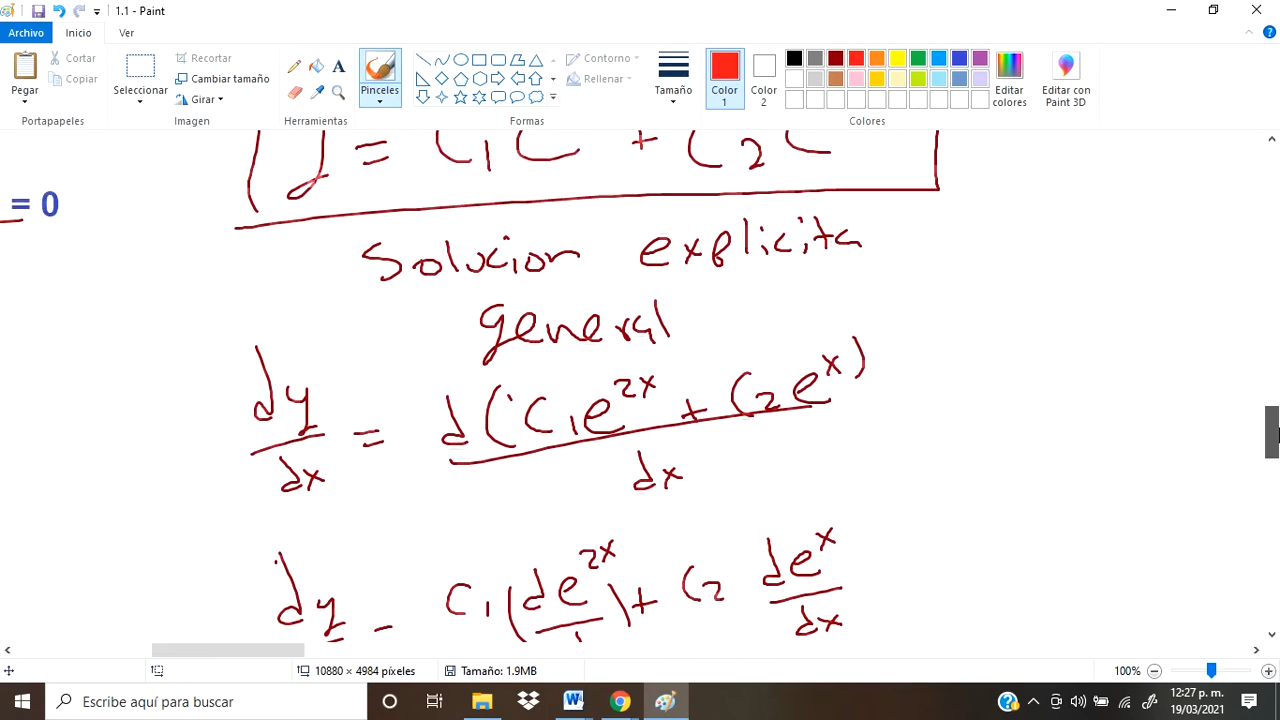 1.1 - Paint
Archivo Inicio Ver
Pegar Cortar Copiar Portapapeles
Seleccionar Recortar Cambiar tamaño Girar Imagen
Herramientas
Pinceles
Contorno Rellenar Formas
Tamaño
Color 1 Color 2 Editar colores Editar con Paint 3D Colores
= 0
y = C₁e + C₂e
Solucion explicita
general
dy/dx = d(C₁e^2x + C₂e^x)/dx
dy = C₁(de^2x) + C₂ de^x/dx
10880 × 4984 píxeles Tamaño: 1.9MB 100%
Escribe aquí para buscar 12:27 p. m.
19/03/2021